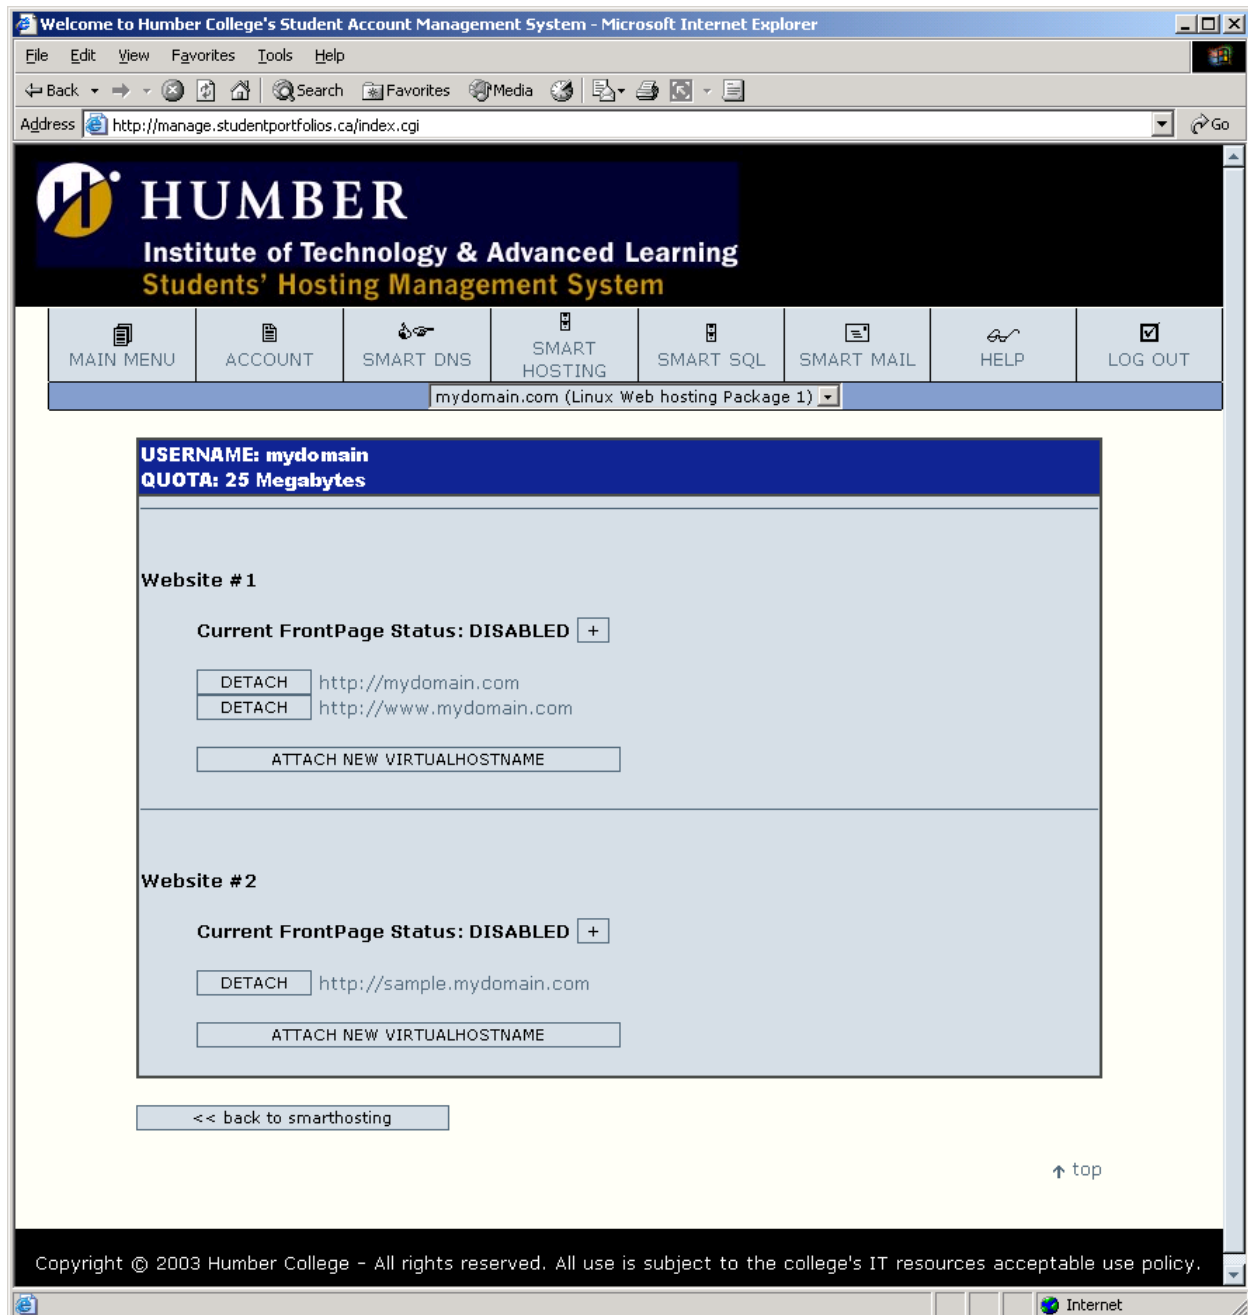 Welcome to Humber College's Student Account Management System - Microsoft Internet Explorer
File Edit View Favorites Tools Help
Back Search Favorites Media
Address http://manage.studentportfolios.ca/index.cgi Go
HUMBER
Institute of Technology & Advanced Learning
Students' Hosting Management System
MAIN MENU ACCOUNT SMART DNS SMART HOSTING SMART SQL SMART MAIL HELP LOG OUT
mydomain.com (Linux Web hosting Package 1)
USERNAME: mydomain
QUOTA: 25 Megabytes
Website #1
Current FrontPage Status: DISABLED +
DETACH http://mydomain.com
DETACH http://www.mydomain.com
ATTACH NEW VIRTUALHOSTNAME
Website #2
Current FrontPage Status: DISABLED +
DETACH http://sample.mydomain.com
ATTACH NEW VIRTUALHOSTNAME
<< back to smarthosting
↑ top
Copyright © 2003 Humber College - All rights reserved. All use is subject to the college's IT resources acceptable use policy.
Internet